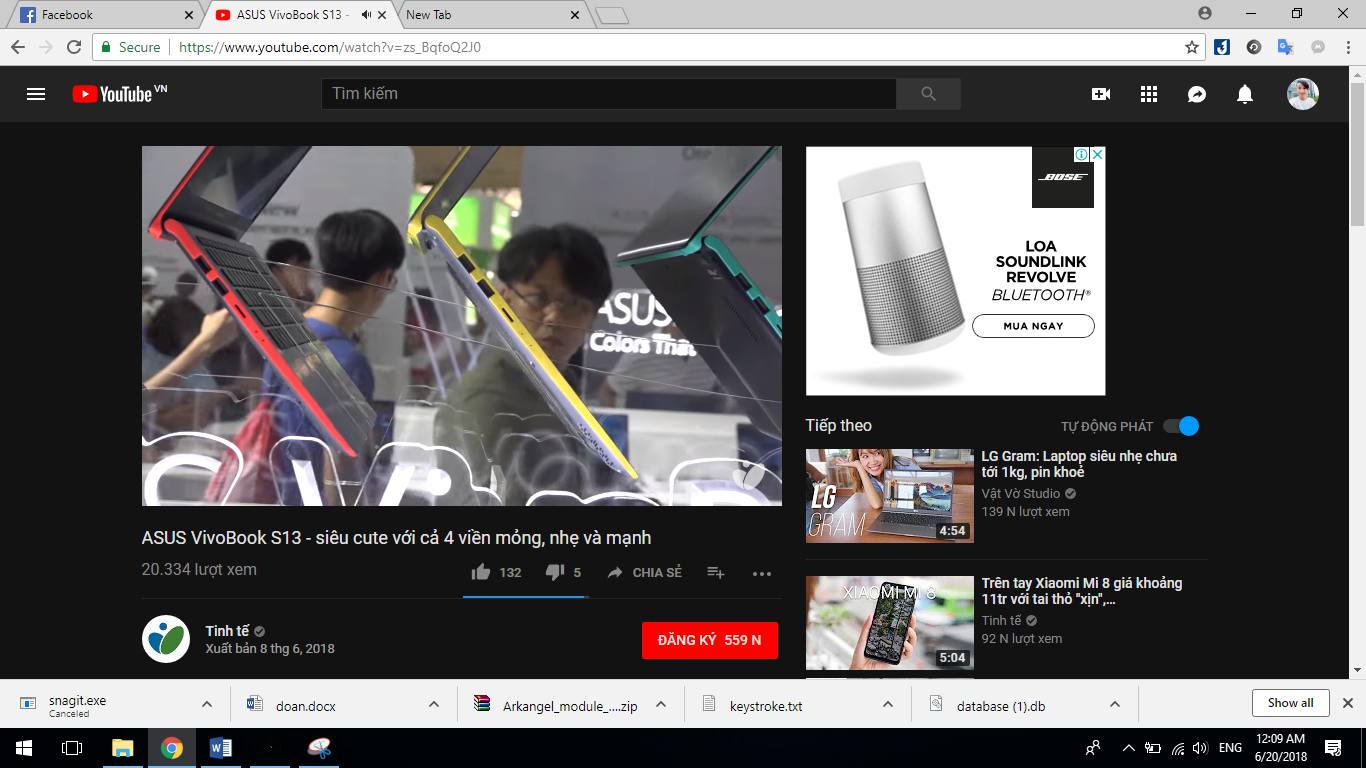 Facebook
ASUS VivoBook S13 -
New Tab
Secure
https://www.youtube.com/watch?v=zs_BqfoQ2J0
YouTube VN
Tìm kiếm
ASUS
Colors That
BOSE
LOA
SOUNDLINK
REVOLVE
BLUETOOTH®
MUA NGAY
ASUS VivoBook S13 - siêu cute với cả 4 viền mỏng, nhẹ và mạnh
20.334 lượt xem
132
5
CHIA SẺ
Tinh tế
Xuất bản 8 thg 6, 2018
ĐĂNG KÝ 559 N
Tiếp theo
TỰ ĐỘNG PHÁT
LG
GRAM
4:54
LG Gram: Laptop siêu nhẹ chưa
tới 1kg, pin khoẻ
Vật Vờ Studio
139 N lượt xem
XIAOMI MI 8
5:04
Trên tay Xiaomi Mi 8 giá khoảng
11tr với tai thỏ "xịn",...
Tinh tế
92 N lượt xem
snagit.exe
Canceled
doan.docx
Arkangel_module_....zip
keystroke.txt
database (1).db
Show all
ENG
12:09 AM
6/20/2018